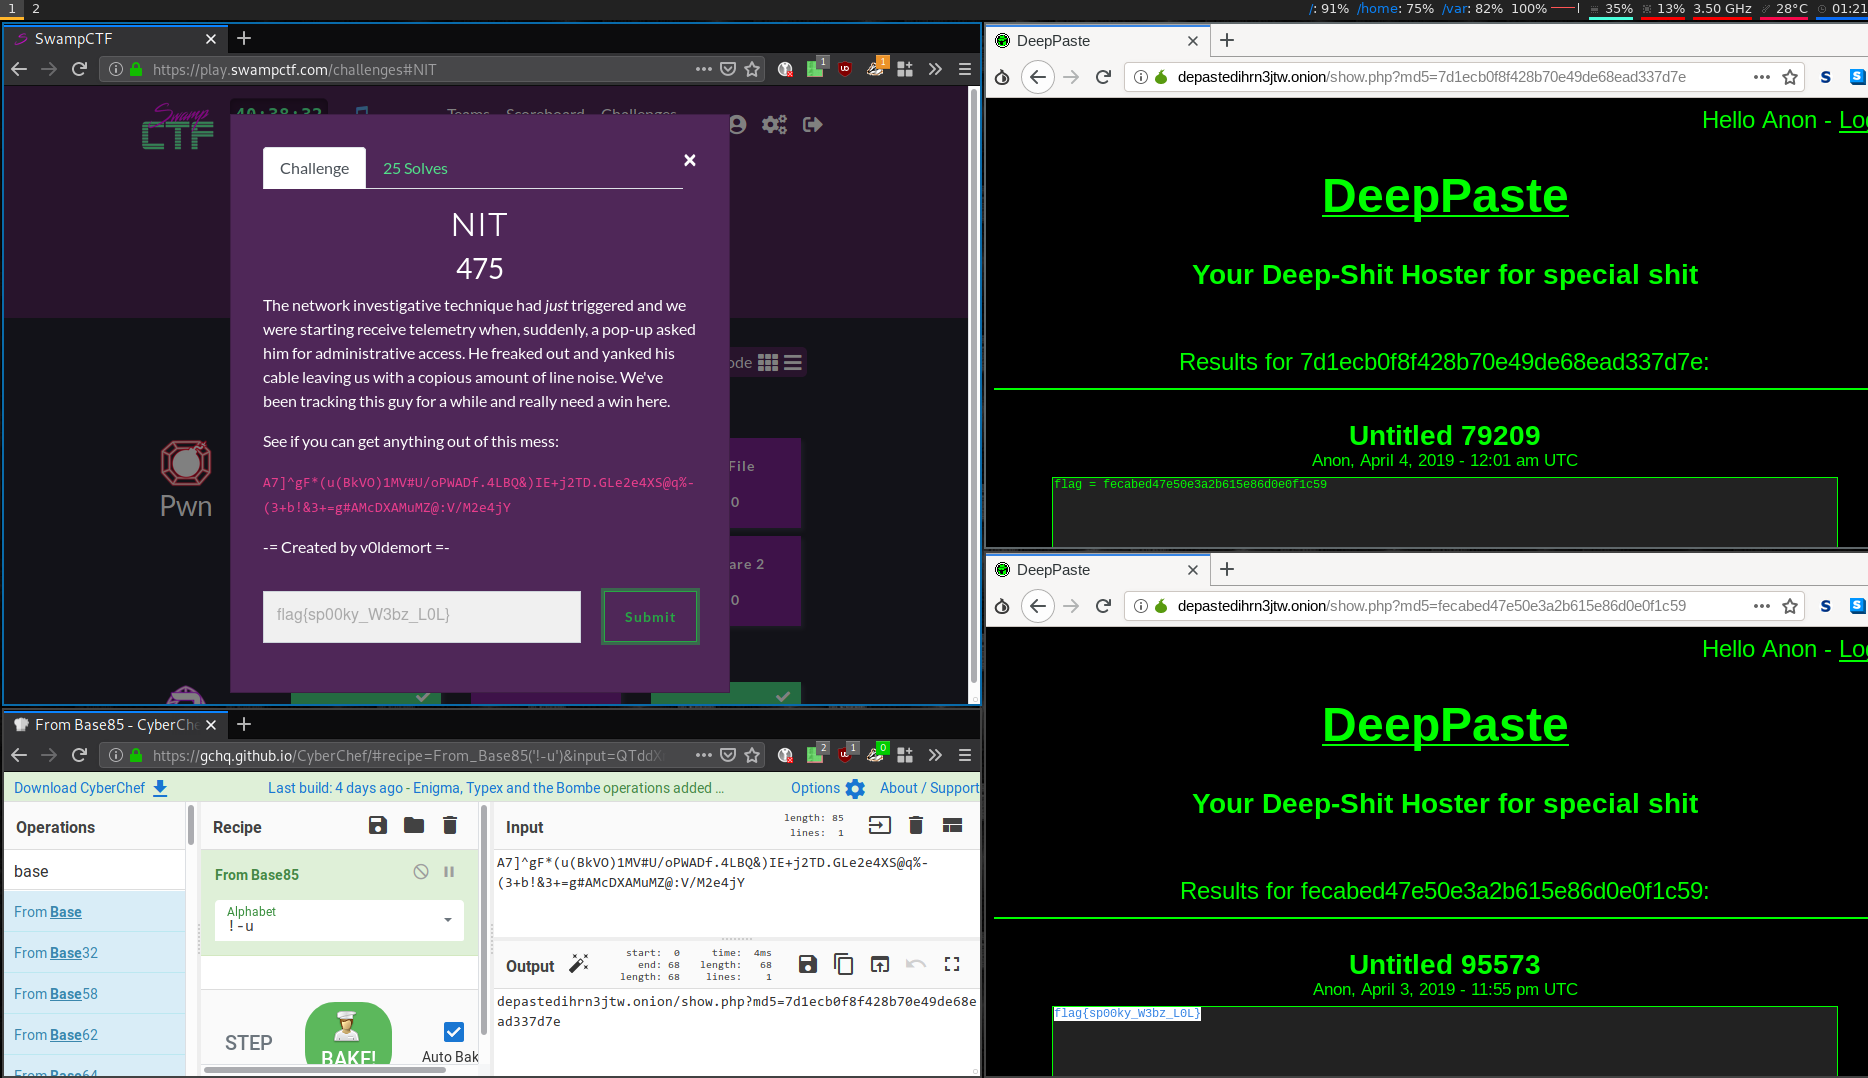 1 2
/: 91% /home: 75% /var: 82% 100% 35% 13% 3.50 GHz 28°C 01:21
SwampCTF
https://play.swampctf.com/challenges#NIT
1
1
Swamp
CTF
40:38:32
Teams Scoreboard Challenges
Challenge
25 Solves
×
NIT
475
The network investigative technique had just triggered and we
were starting receive telemetry when, suddenly, a pop-up asked
him for administrative access. He freaked out and yanked his
cable leaving us with a copious amount of line noise. We've
been tracking this guy for a while and really need a win here.
See if you can get anything out of this mess:
A7]^gF*(u(BkVO)1MV#U/oPWADf.4LBQ&)IE+j2TD.GLe2e4XS@q%-
(3+b!&3+=g#AMcDXAMuMZ@:V/M2e4jY
-= Created by v0ldemort =-
flag{sp00ky_W3bz_L0L}
Submit
Pwn
ode
File
0
are 2
0
From Base85 - CyberChe
https://gchq.github.io/CyberChef/#recipe=From_Base85('!-u')&input=QTddX
2
1
0
Download CyberChef
Last build: 4 days ago - Enigma, Typex and the Bombe operations added ...
Options
About / Support
Operations
base
From Base
From Base32
From Base58
From Base62
From Base64
Recipe
From Base85
Alphabet
!-u
STEP
BAKE!
Auto Bak
Input
length: 85
lines: 1
A7]^gF*(u(BkVO)1MV#U/oPWADf.4LBQ&)IE+j2TD.GLe2e4XS@q%-
(3+b!&3+=g#AMcDXAMuMZ@:V/M2e4jY
Output
start: 0 time: 4ms
end: 68 length: 68
length: 68 lines: 1
depastedihrn3jtw.onion/show.php?md5=7d1ecb0f8f428b70e49de68e
ad337d7e
DeepPaste
depastedihrn3jtw.onion/show.php?md5=7d1ecb0f8f428b70e49de68ead337d7e
Hello Anon - Lo
DeepPaste
Your Deep-Shit Hoster for special shit
Results for 7d1ecb0f8f428b70e49de68ead337d7e:
Untitled 79209
Anon, April 4, 2019 - 12:01 am UTC
flag = fecabed47e50e3a2b615e86d0e0f1c59
DeepPaste
depastedihrn3jtw.onion/show.php?md5=fecabed47e50e3a2b615e86d0e0f1c59
Hello Anon - Lo
DeepPaste
Your Deep-Shit Hoster for special shit
Results for fecabed47e50e3a2b615e86d0e0f1c59:
Untitled 95573
Anon, April 3, 2019 - 11:55 pm UTC
flag{sp00ky_W3bz_L0L}